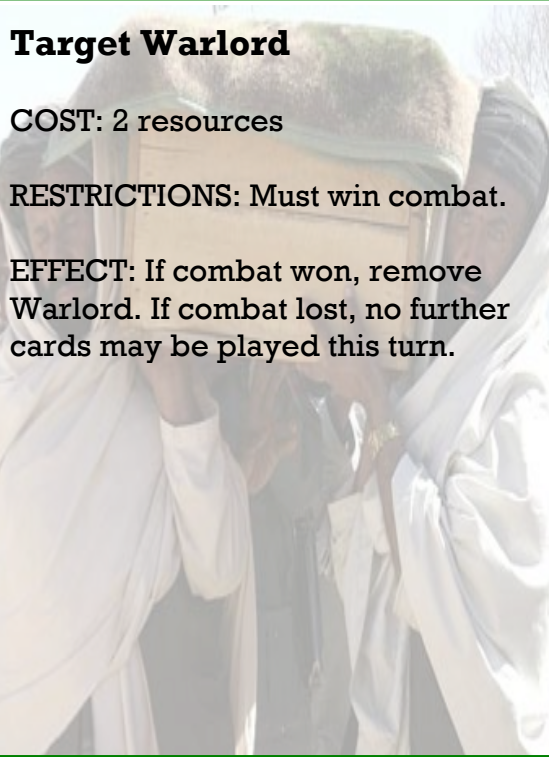 Target Warlord
COST: 2 resources
RESTRICTIONS: Must win combat.
EFFECT: If combat won, remove
Warlord. If combat lost, no further
cards may be played this turn.